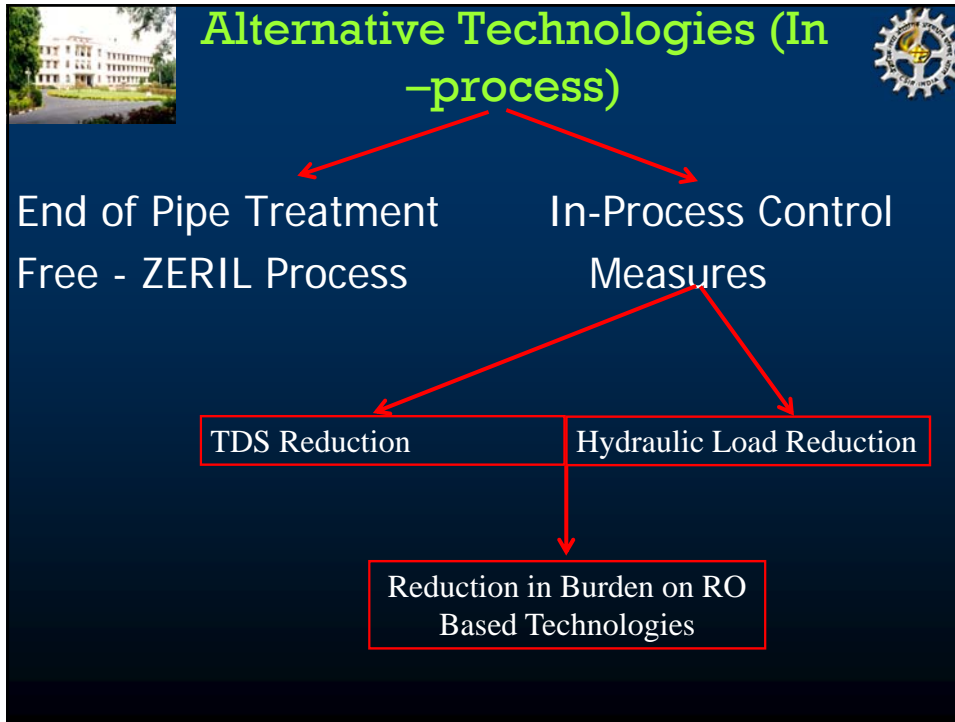 Alternative Technologies (In
–process)
End of Pipe Treatment
Free - ZERIL Process
In-Process Control
Measures
TDS Reduction
Hydraulic Load Reduction
Reduction in Burden on RO
Based Technologies